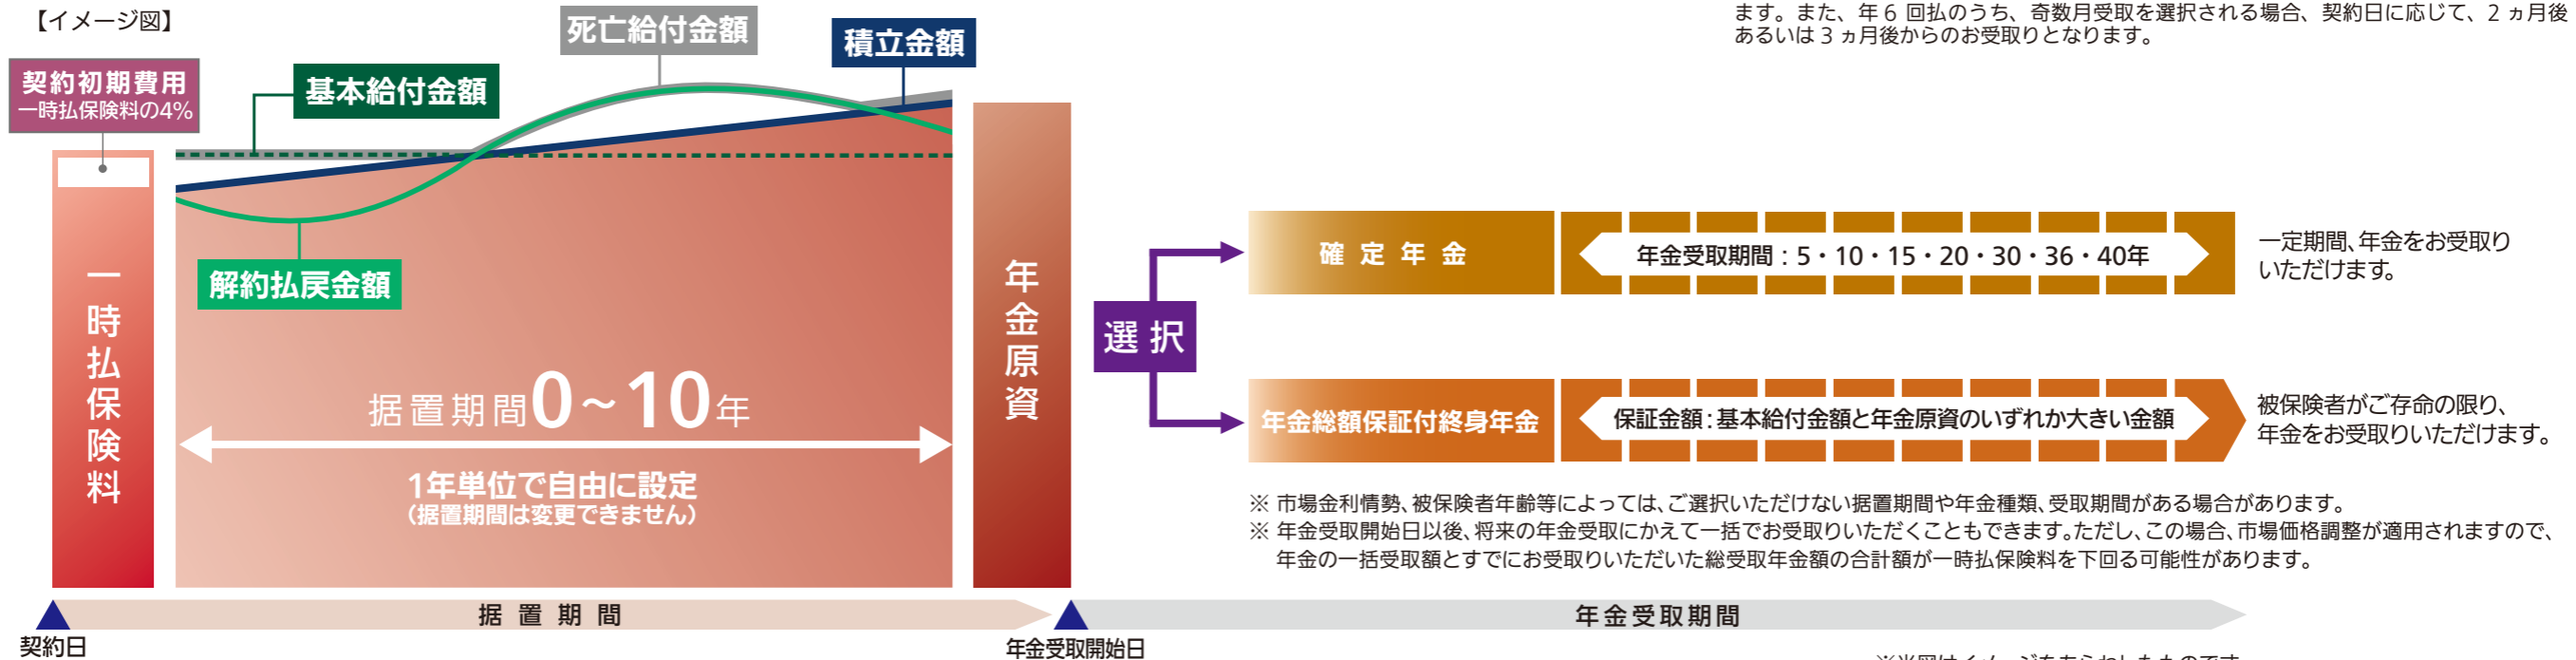 【イメージ図】
ます。また、年6回払のうち、奇数月受取を選択される場合、契約日に応じて、2ヵ月後
あるいは3ヵ月後からのお受取りとなります。
契約初期費用
一時払保険料の4%
基本給付金額
死亡給付金額
積立金額
解約払戻金額
一時払保険料
据置期間0～10年
1年単位で自由に設定
（据置期間は変更できません）
年金原資
選択
確定年金
年金受取期間：5・10・15・20・30・36・40年
一定期間、年金をお受取り
いただけます。
年金総額保証付終身年金
保証金額：基本給付金額と年金原資のいずれか大きい金額
被保険者がご存命の限り、
年金をお受取りいただけます。
※ 市場金利情勢、被保険者年齢等によっては、ご選択いただけない据置期間や年金種類、受取期間がある場合があります。
※ 年金受取開始日以後、将来の年金受取にかえて一括でお受取りいただくこともできます。ただし、この場合、市場価格調整が適用されますので、
年金の一括受取額とすでにお受取りいただいた総受取年金額の合計額が一時払保険料を下回る可能性があります。
据置期間
年金受取期間
契約日
年金受取開始日
※当図はイメージをあらわしたものです